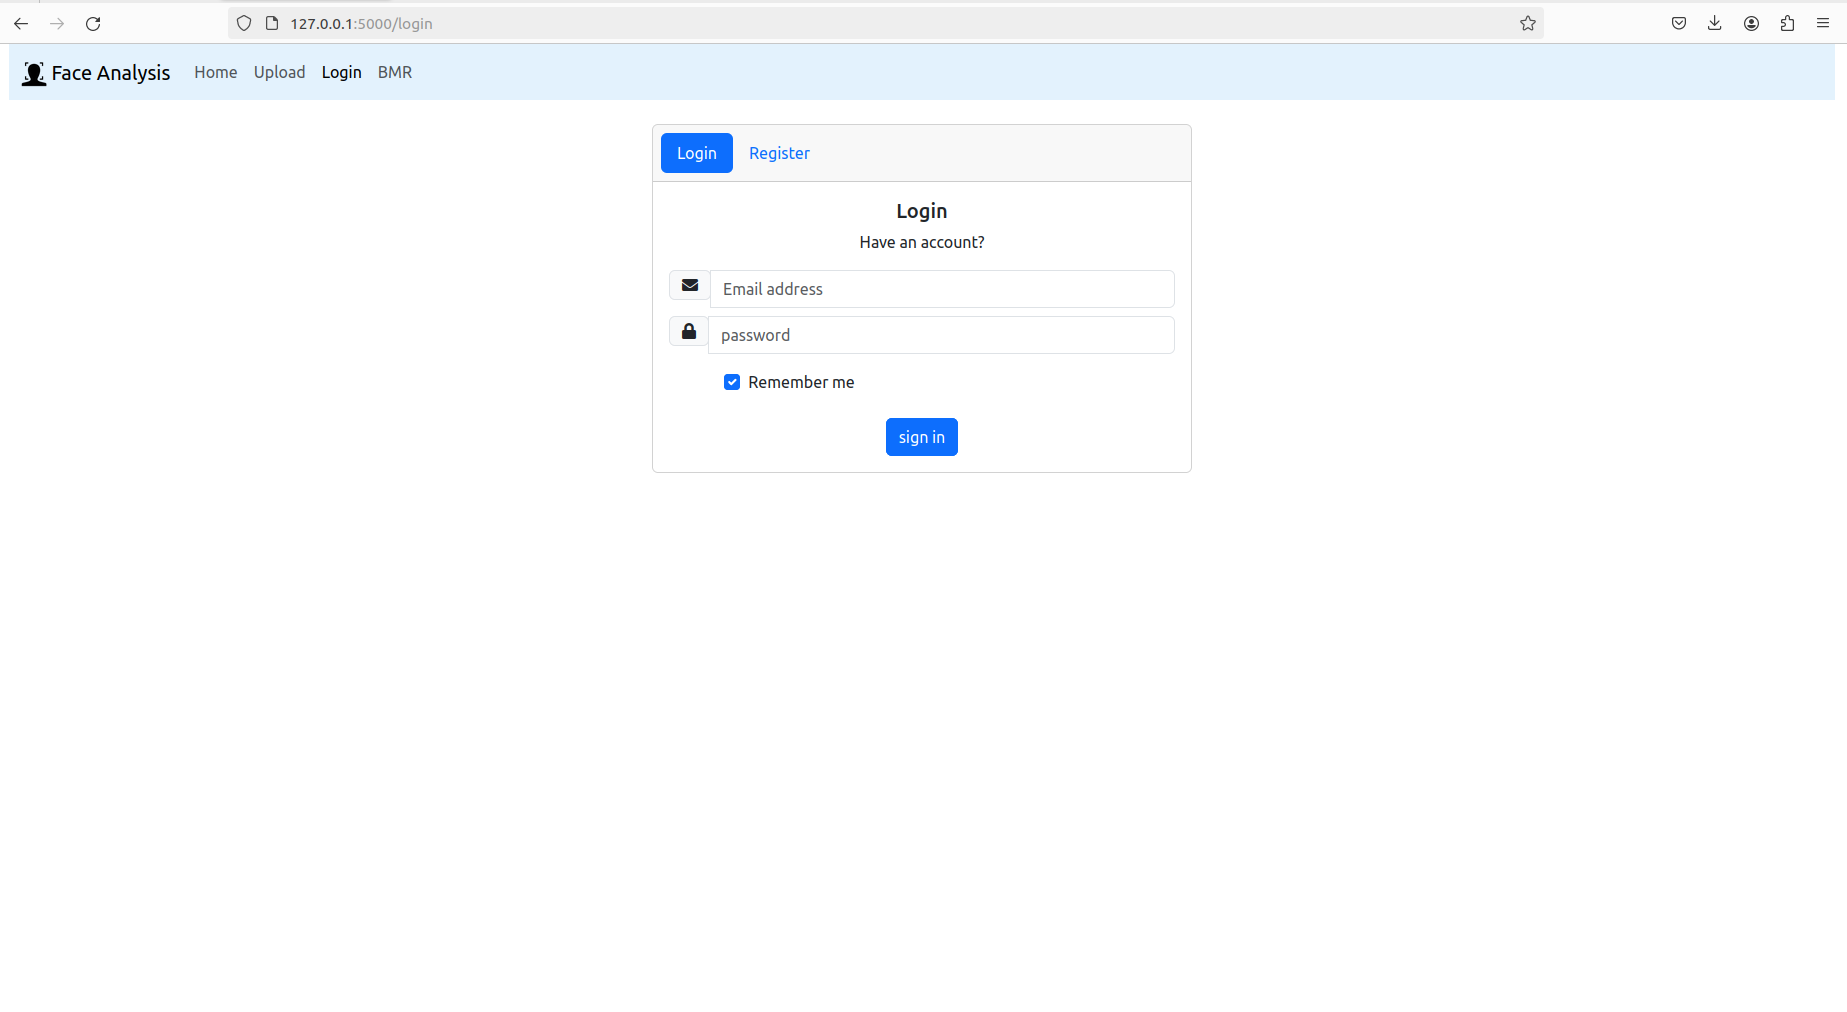 127.0.0.1:5000/login
Face Analysis Home Upload Login BMR
Login Register
Login
Have an account?
Email address
password
Remember me
sign in